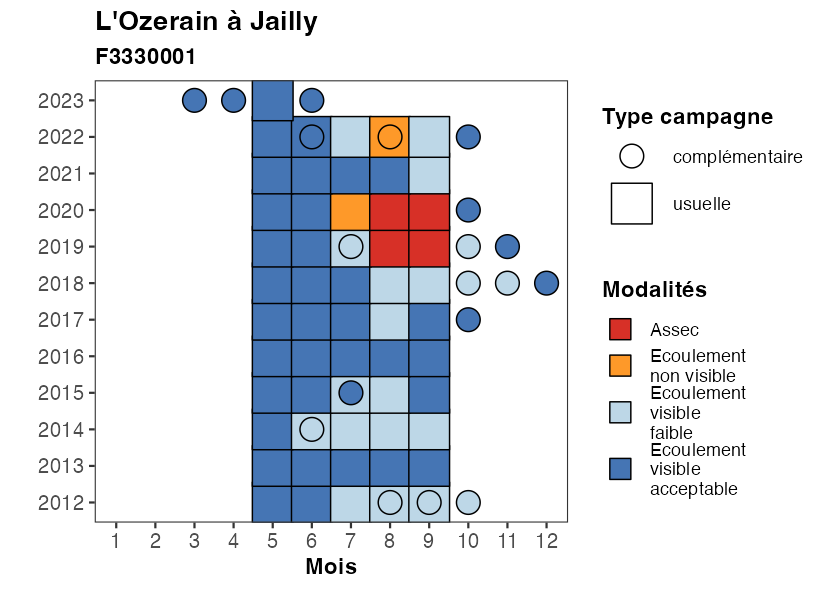 L'Ozerain à Jailly
F3330001
2023
2022
2021
2020
2019
2018
2017
2016
2015
2014
2013
2012
1 2 3 4 5 6 7 8 9 10 11 12
Mois
Type campagne
complémentaire
usuelle
Modalités
Assec
Ecoulement
non visible
Ecoulement
visible
faible
Ecoulement
visible
acceptable